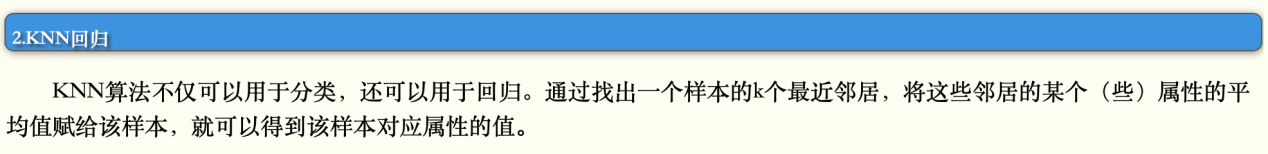 2.KNN回归
KNN算法不仅可以用于分类，还可以用于回归。通过找出一个样本的k个最近邻居，将这些邻居的某个（些）属性的平
均值赋给该样本，就可以得到该样本对应属性的值。